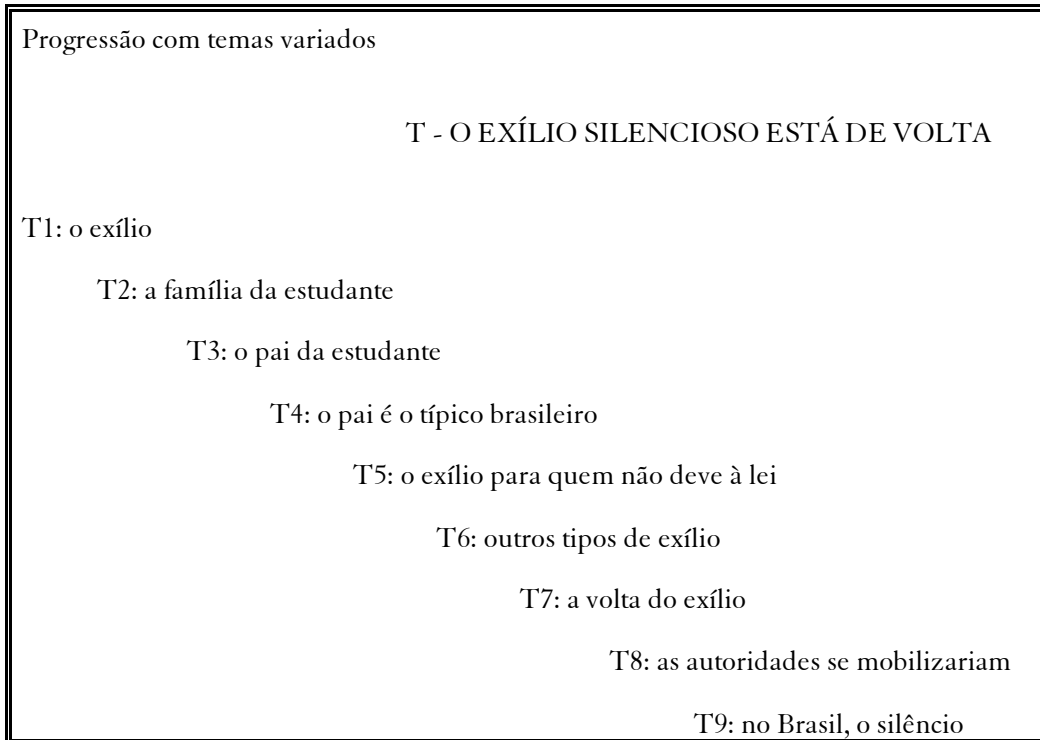 Progressão com temas variados
T - O EXÍLIO SILENCIOSO ESTÁ DE VOLTA
T1: o exílio
T2: a família da estudante
T3: o pai da estudante
T4: o pai é o típico brasileiro
T5: o exílio para quem não deve à lei
T6: outros tipos de exílio
T7: a volta do exílio
T8: as autoridades se mobilizariam
T9: no Brasil, o silêncio